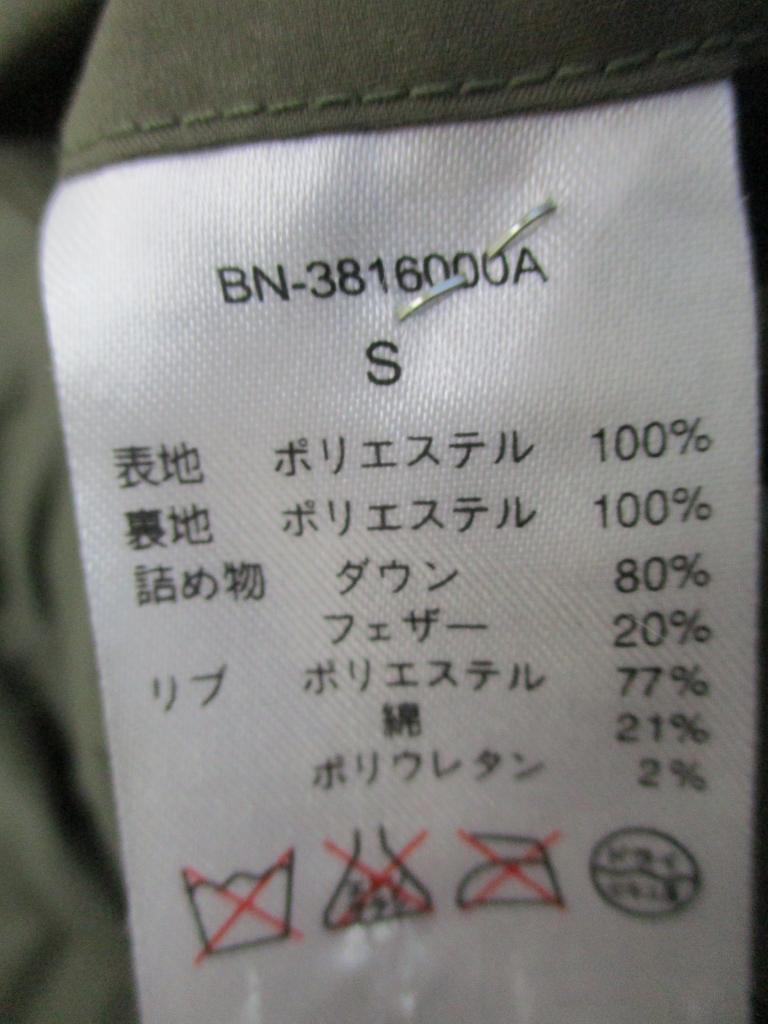 BN-3816000A
S
表地 ポリエステル 100%
裏地 ポリエステル 100%
詰め物 ダウン 80%
フェザー 20%
リブ ポリエステル 77%
綿 21%
ポリウレタン 2%